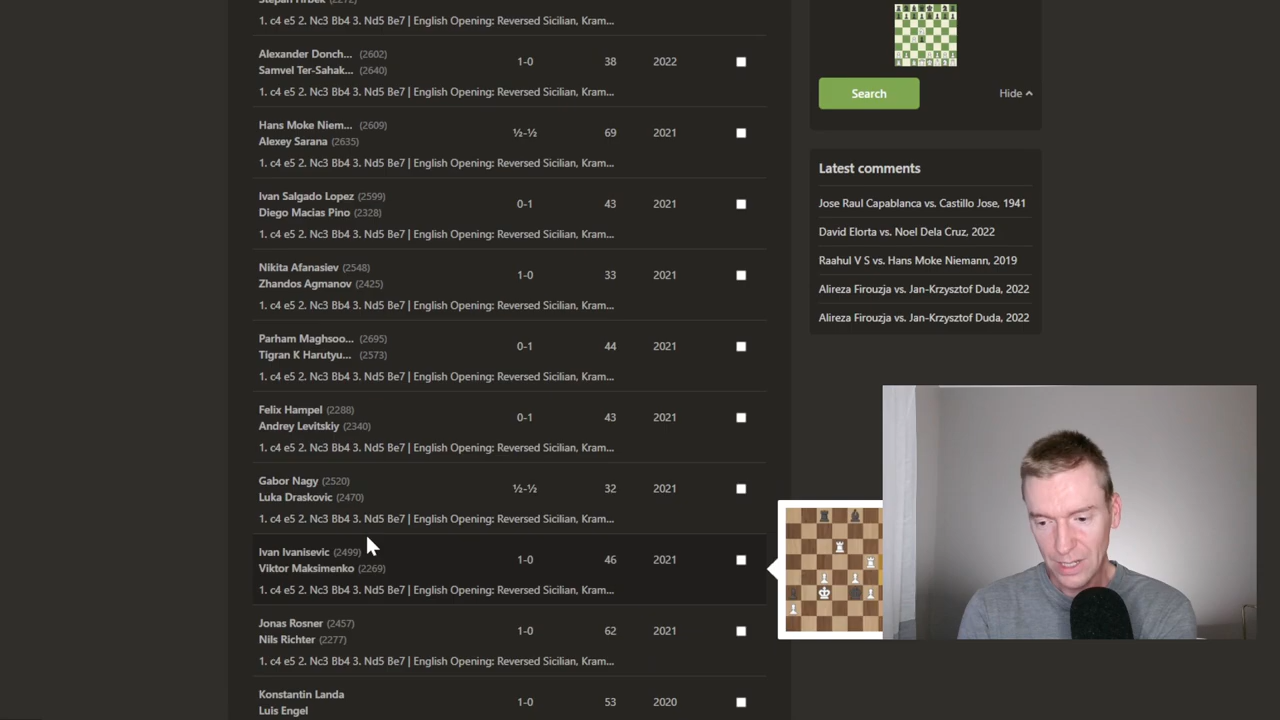 Stepan Hrbek (2272)
1. c4 e5 2. Nc3 Bb4 3. Nd5 Be7 | English Opening: Reversed Sicilian, Kram...
Alexander Donch... (2602)
1-0 38 2022
Samvel Ter-Sahak... (2640)
1. c4 e5 2. Nc3 Bb4 3. Nd5 Be7 | English Opening: Reversed Sicilian, Kram...
Hans Moke Niem... (2609)
½-½ 69 2021
Alexey Sarana (2635)
1. c4 e5 2. Nc3 Bb4 3. Nd5 Be7 | English Opening: Reversed Sicilian, Kram...
Ivan Salgado Lopez (2599)
0-1 43 2021
Diego Macias Pino (2328)
1. c4 e5 2. Nc3 Bb4 3. Nd5 Be7 | English Opening: Reversed Sicilian, Kram...
Nikita Afanasiev (2548)
1-0 33 2021
Zhandos Agmanov (2425)
1. c4 e5 2. Nc3 Bb4 3. Nd5 Be7 | English Opening: Reversed Sicilian, Kram...
Parham Maghsoo... (2695)
0-1 44 2021
Tigran K Harutyu... (2573)
1. c4 e5 2. Nc3 Bb4 3. Nd5 Be7 | English Opening: Reversed Sicilian, Kram...
Felix Hampel (2288)
0-1 43 2021
Andrey Levitskiy (2340)
1. c4 e5 2. Nc3 Bb4 3. Nd5 Be7 | English Opening: Reversed Sicilian, Kram...
Gabor Nagy (2520)
½-½ 32 2021
Luka Draskovic (2470)
1. c4 e5 2. Nc3 Bb4 3. Nd5 Be7 | English Opening: Reversed Sicilian, Kram...
Ivan Ivanisevic (2499)
1-0 46 2021
Viktor Maksimenko (2269)
1. c4 e5 2. Nc3 Bb4 3. Nd5 Be7 | English Opening: Reversed Sicilian, Kram...
Jonas Rosner (2457)
1-0 62 2021
Nils Richter (2277)
1. c4 e5 2. Nc3 Bb4 3. Nd5 Be7 | English Opening: Reversed Sicilian, Kram...
Konstantin Landa
1-0 53 2020
Luis Engel
Search
Hide
Latest comments
Jose Raul Capablanca vs. Castillo Jose, 1941
David Elorta vs. Noel Dela Cruz, 2022
Raahul V S vs. Hans Moke Niemann, 2019
Alireza Firouzja vs. Jan-Krzysztof Duda, 2022
Alireza Firouzja vs. Jan-Krzysztof Duda, 2022